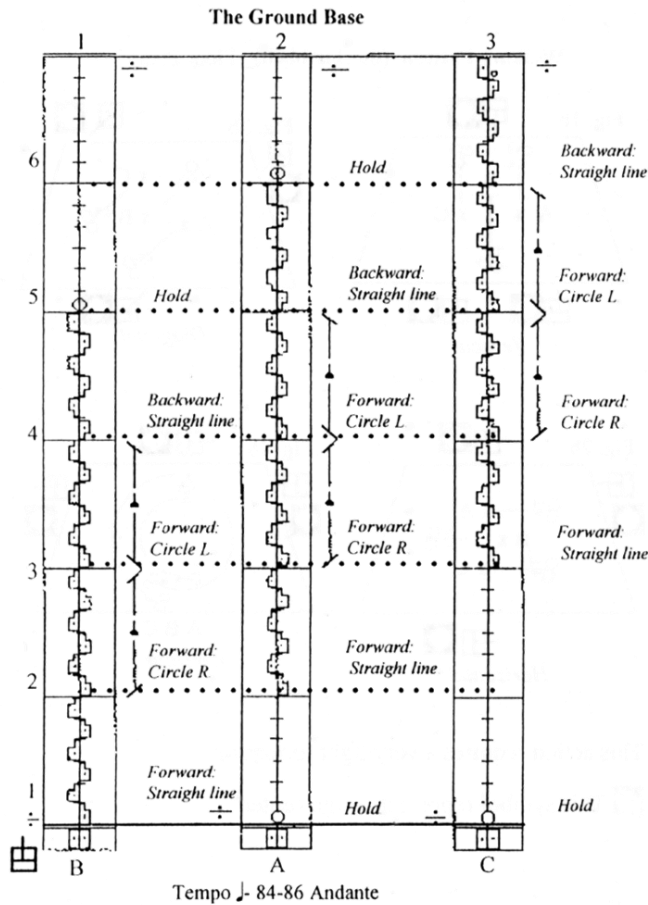 The Ground Base
1 2 3
6
Hold
Backward:
Straight line
Forward:
Circle L
5
Hold
Backward:
Straight line
Forward:
Circle R
Backward:
Straight line
Forward:
Circle L
4
Forward:
Circle L
Forward:
Circle R
Forward:
Straight line
3
Forward:
Circle R
Forward:
Straight line
2
Forward:
Straight line
1
Hold
Hold
B A C
Tempo ♩- 84-86 Andante